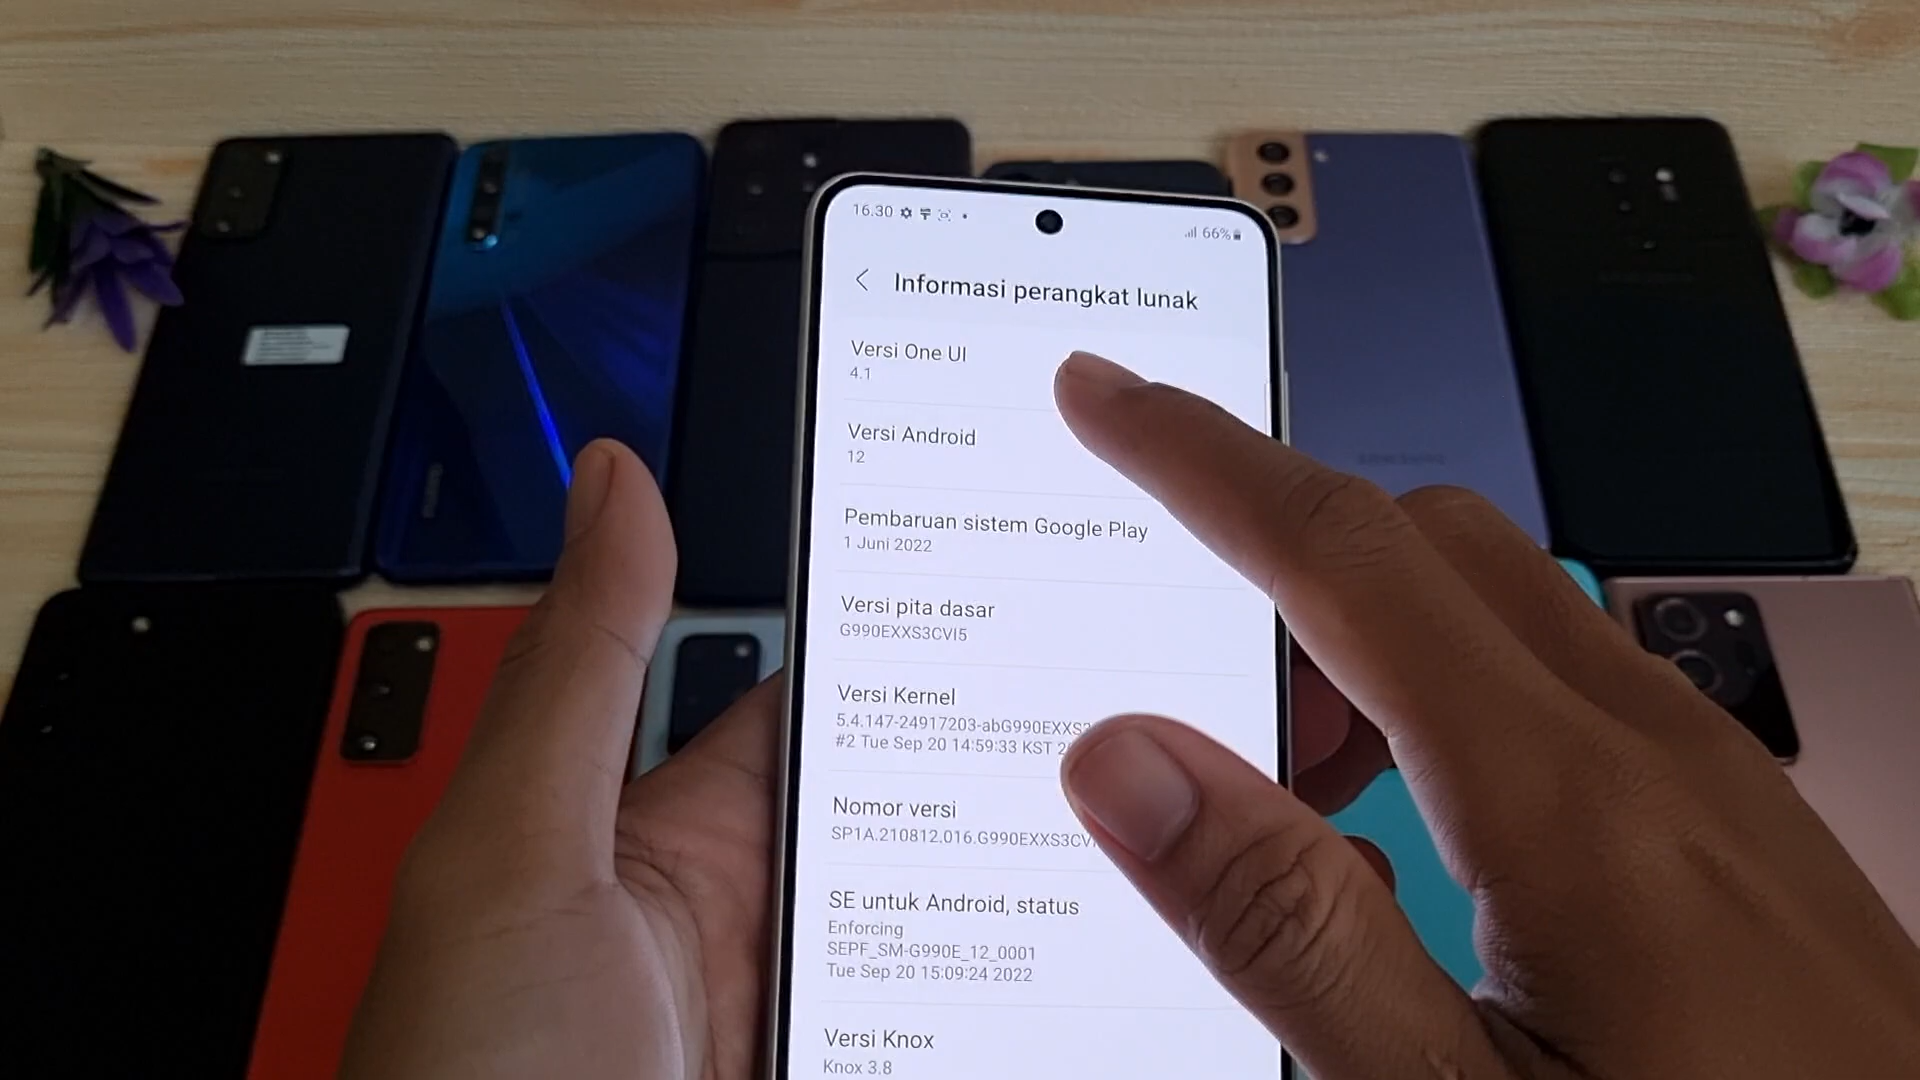 16.30
66%
Informasi perangkat lunak
Versi One UI
4.1
Versi Android
12
Pembaruan sistem Google Play
1 Juni 2022
Versi pita dasar
G990EXXS3CVI5
Versi Kernel
5.4.147-24917203-abG990EXXS
#2 Tue Sep 20 14:59:33 KST
Nomor versi
SP1A.210812.016.G990EXXS3CV
SE untuk Android, status
Enforcing
SEPF_SM-G990E_12_0001
Tue Sep 20 15:09:24 2022
Versi Knox
Knox 3.8
SAMSUNG